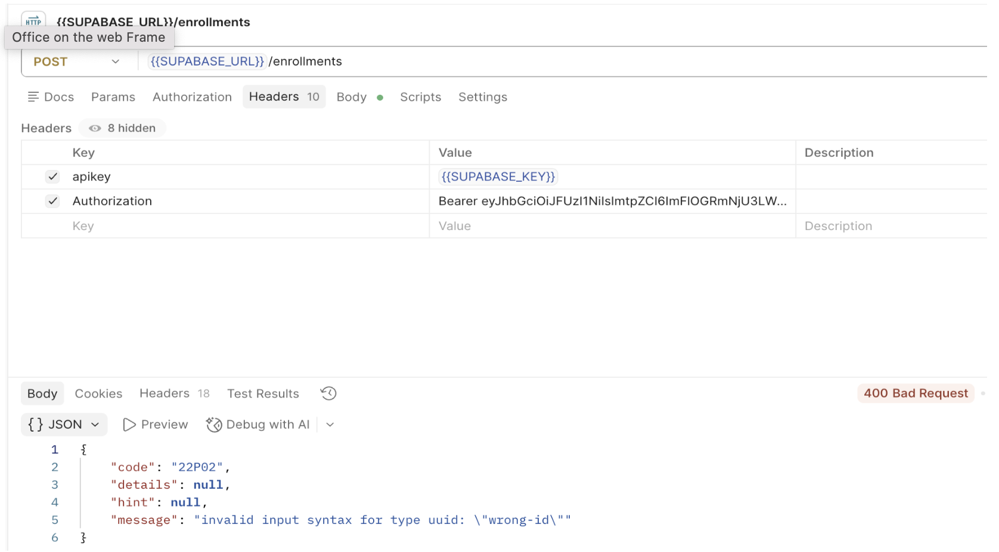 HTTP {{SUPABASE_URL}}/enrollments
Office on the web Frame
POST {{SUPABASE_URL}} /enrollments
Docs Params Authorization Headers 10 Body Scripts Settings
Headers 8 hidden
Key Value Description
apikey {{SUPABASE_KEY}}
Authorization Bearer eyJhbGciOiJFUzI1NiIsImtpZCI6ImFlOGRmNjU3LW...
Key Value Description
Body Cookies Headers 18 Test Results 400 Bad Request
{} JSON Preview Debug with AI
1 {
2 "code": "22P02",
3 "details": null,
4 "hint": null,
5 "message": "invalid input syntax for type uuid: \"wrong-id\""
6 }